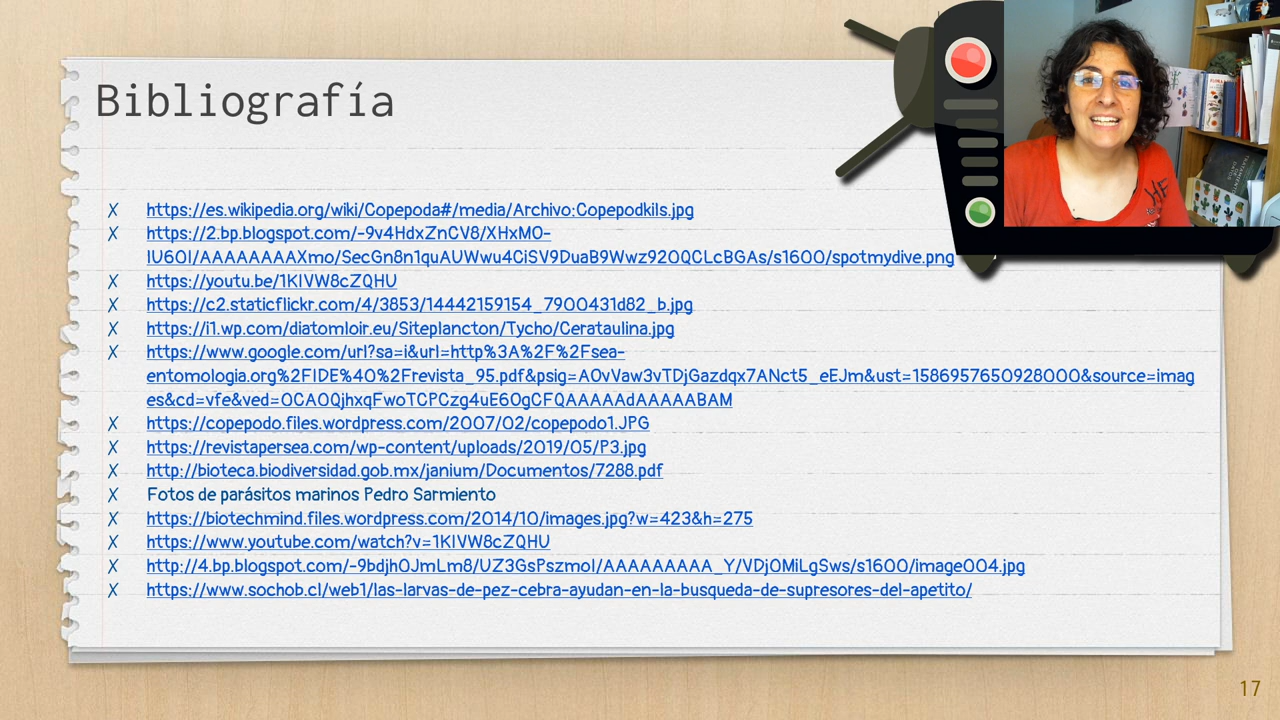 Bibliografía
X https://es.wikipedia.org/wiki/Copepoda#/media/Archivo:Copepodkils.jpg
X https://2.bp.blogspot.com/-9v4HdxZnCV8/XHxMO-
IU6OI/AAAAAAAAXmo/SecGn8n1quAUWwu4CiSV9DuaB9Wwz920QCLcBGAs/s1600/spotmydive.png
X https://youtu.be/1KIVW8cZQHU
X https://c2.staticflickr.com/4/3853/14442159154_7900431d82_b.jpg
X https://i1.wp.com/diatomloir.eu/Siteplancton/Tycho/Cerataulina.jpg
X https://www.google.com/url?sa=i&url=http%3A%2F%2Fsea-
entomologia.org%2FIDE%40%2Frevista_95.pdf&psig=AOvVaw3vTDjGazdqx7ANct5_eEJm&ust=1586957650928000&source=imag
es&cd=vfe&ved=0CAOQjhxqFwoTCPCzg4uE6OgCFQAAAAAdAAAAABAM
X https://copepodo.files.wordpress.com/2007/02/copepodo1.JPG
X https://revistapersea.com/wp-content/uploads/2019/05/P3.jpg
X http://bioteca.biodiversidad.gob.mx/janium/Documentos/7288.pdf
X Fotos de parásitos marinos Pedro Sarmiento
X https://biotechmind.files.wordpress.com/2014/10/images.jpg?w=423&h=275
X https://www.youtube.com/watch?v=1KIVW8cZQHU
X http://4.bp.blogspot.com/-9bdjhOJmLm8/UZ3GsPszmoI/AAAAAAAAA_Y/VDjOMiLgSws/s1600/image004.jpg
X https://www.sochob.cl/web1/las-larvas-de-pez-cebra-ayudan-en-la-busqueda-de-supresores-del-apetito/
17